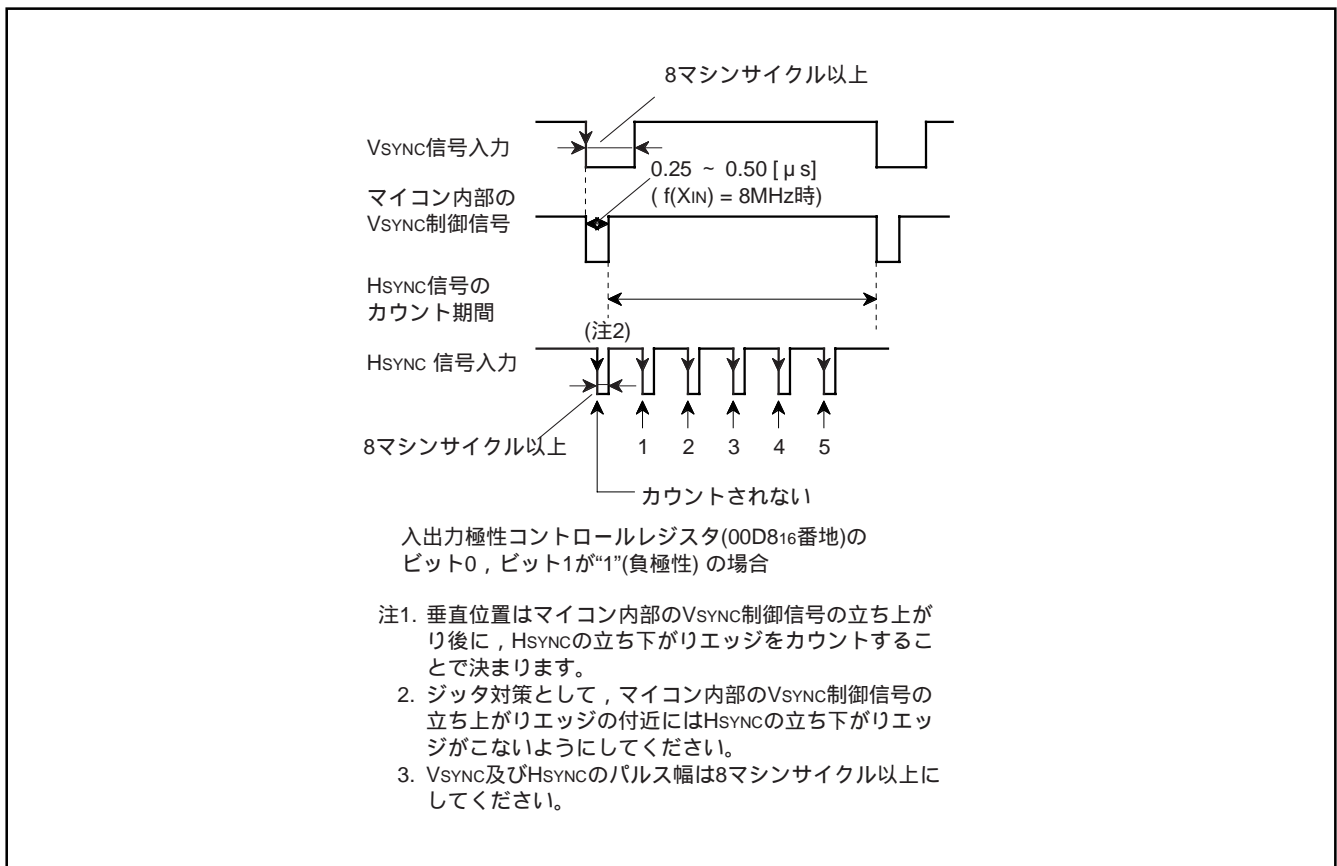 8マシンサイクル以上
VSYNC信号入力
0.25 ~ 0.50 [ μ s]
( f(XIN) = 8MHz時)
マイコン内部の
VSYNC制御信号
HSYNC信号の
カウント期間
(注2)
HSYNC 信号入力
8マシンサイクル以上
1 2 3 4 5
カウントされない
入出力極性コントロールレジスタ(00D816番地)の
ビット0 , ビット1が“1”(負極性) の場合
注1. 垂直位置はマイコン内部のVSYNC制御信号の立ち上が
り後に , HSYNCの立ち下がりエッジをカウントするこ
とで決まります。
2. ジッタ対策として , マイコン内部のVSYNC制御信号の
立ち上がりエッジの付近にはHSYNCの立ち下がりエッ
ジがこないようにしてください。
3. VSYNC及びHSYNCのパルス幅は8マシンサイクル以上に
してください。